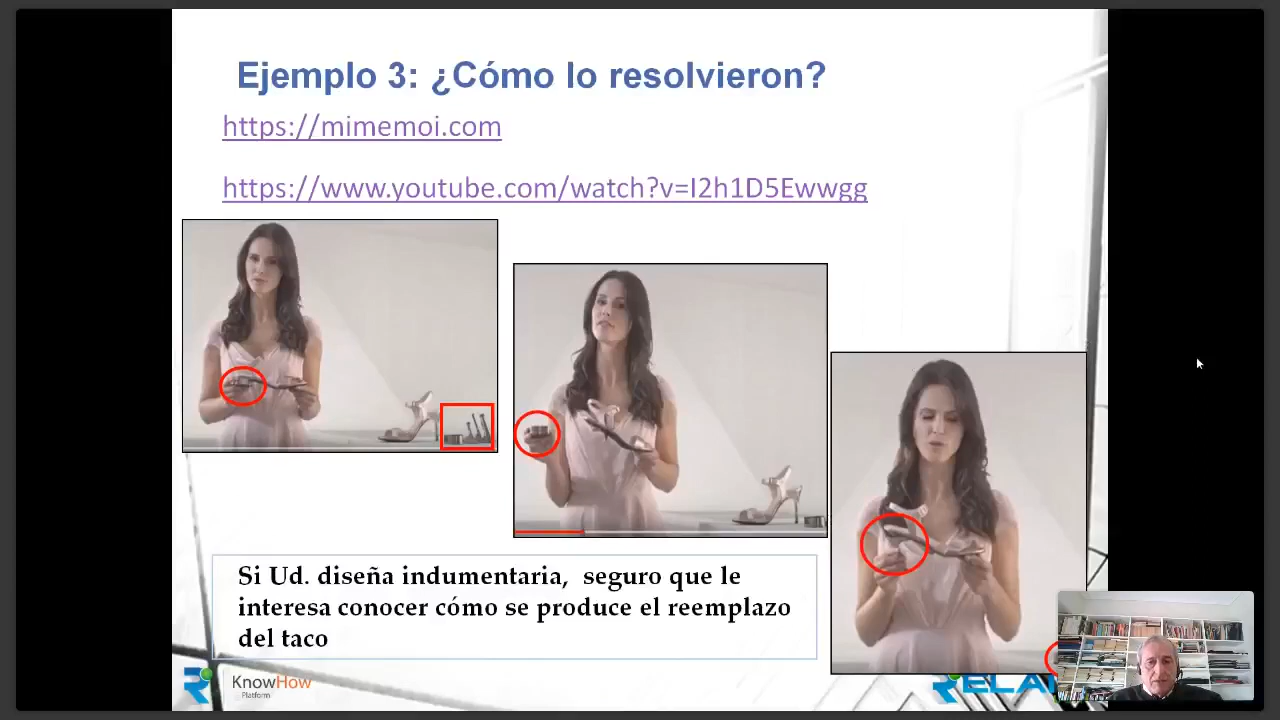 Ejemplo 3: ¿Cómo lo resolvieron?
https://mimemoi.com
https://www.youtube.com/watch?v=I2h1D5Ewwgg
Si Ud. diseña indumentaria, seguro que le
interesa conocer cómo se produce el reemplazo
del taco
KnowHow
Platform